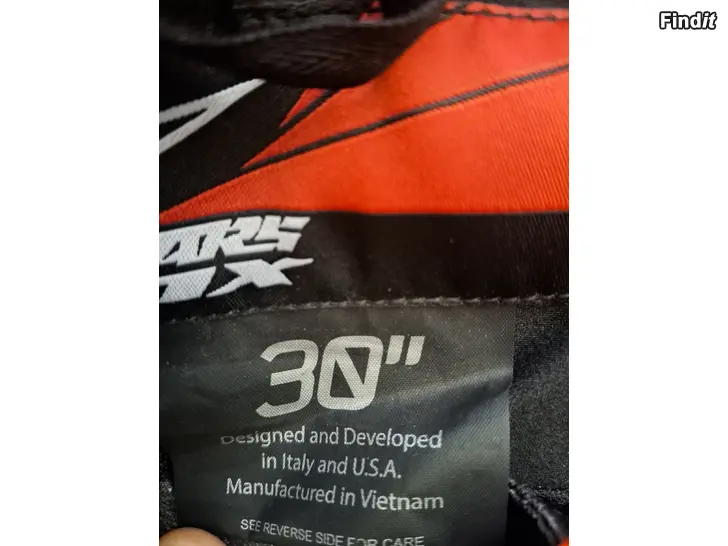 Findit
30"
Designed and Developed
in Italy and U.S.A.
Manufactured in Vietnam
SEE REVERSE SIDE FOR CARE